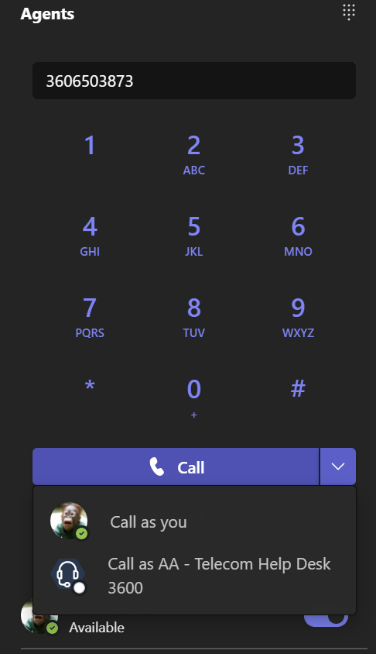 Agents
3606503873
1
2
3
ABC
DEF
4
5
6
GHI
JKL
MNO
7
8
9
PQRS
TUV
WXYZ
*
0
#
+
Call
Call as you
Call as AA - Telecom Help Desk
3600
Available